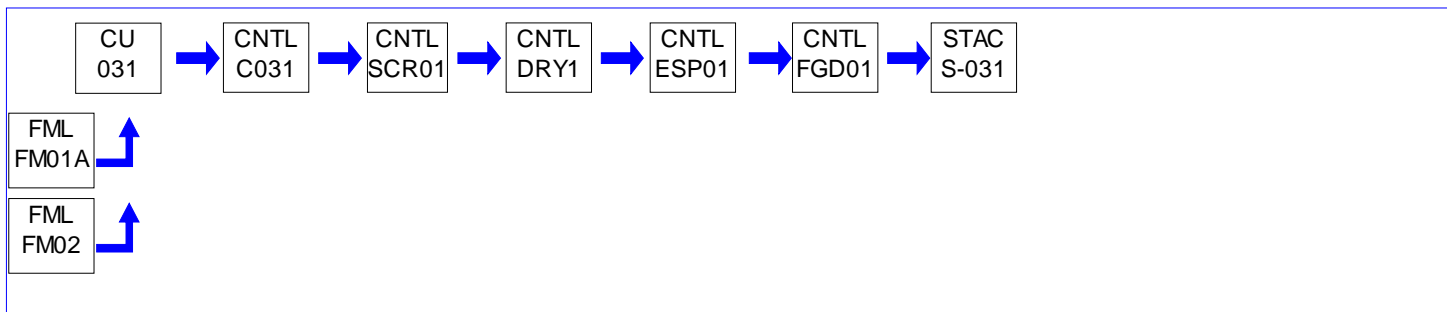 CU
031
CNTL
C031
CNTL
SCR01
CNTL
DRY1
CNTL
ESP01
CNTL
FGD01
STAC
S-031
FML
FM01A
FML
FM02